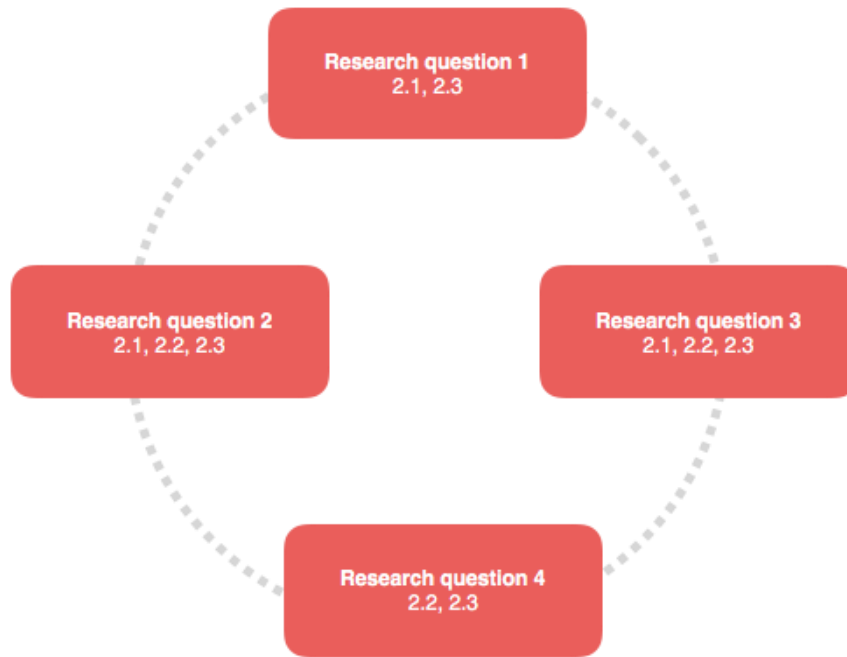 Research question 1
2.1, 2.3
Research question 2
2.1, 2.2, 2.3
Research question 3
2.1, 2.2, 2.3
Research question 4
2.2, 2.3